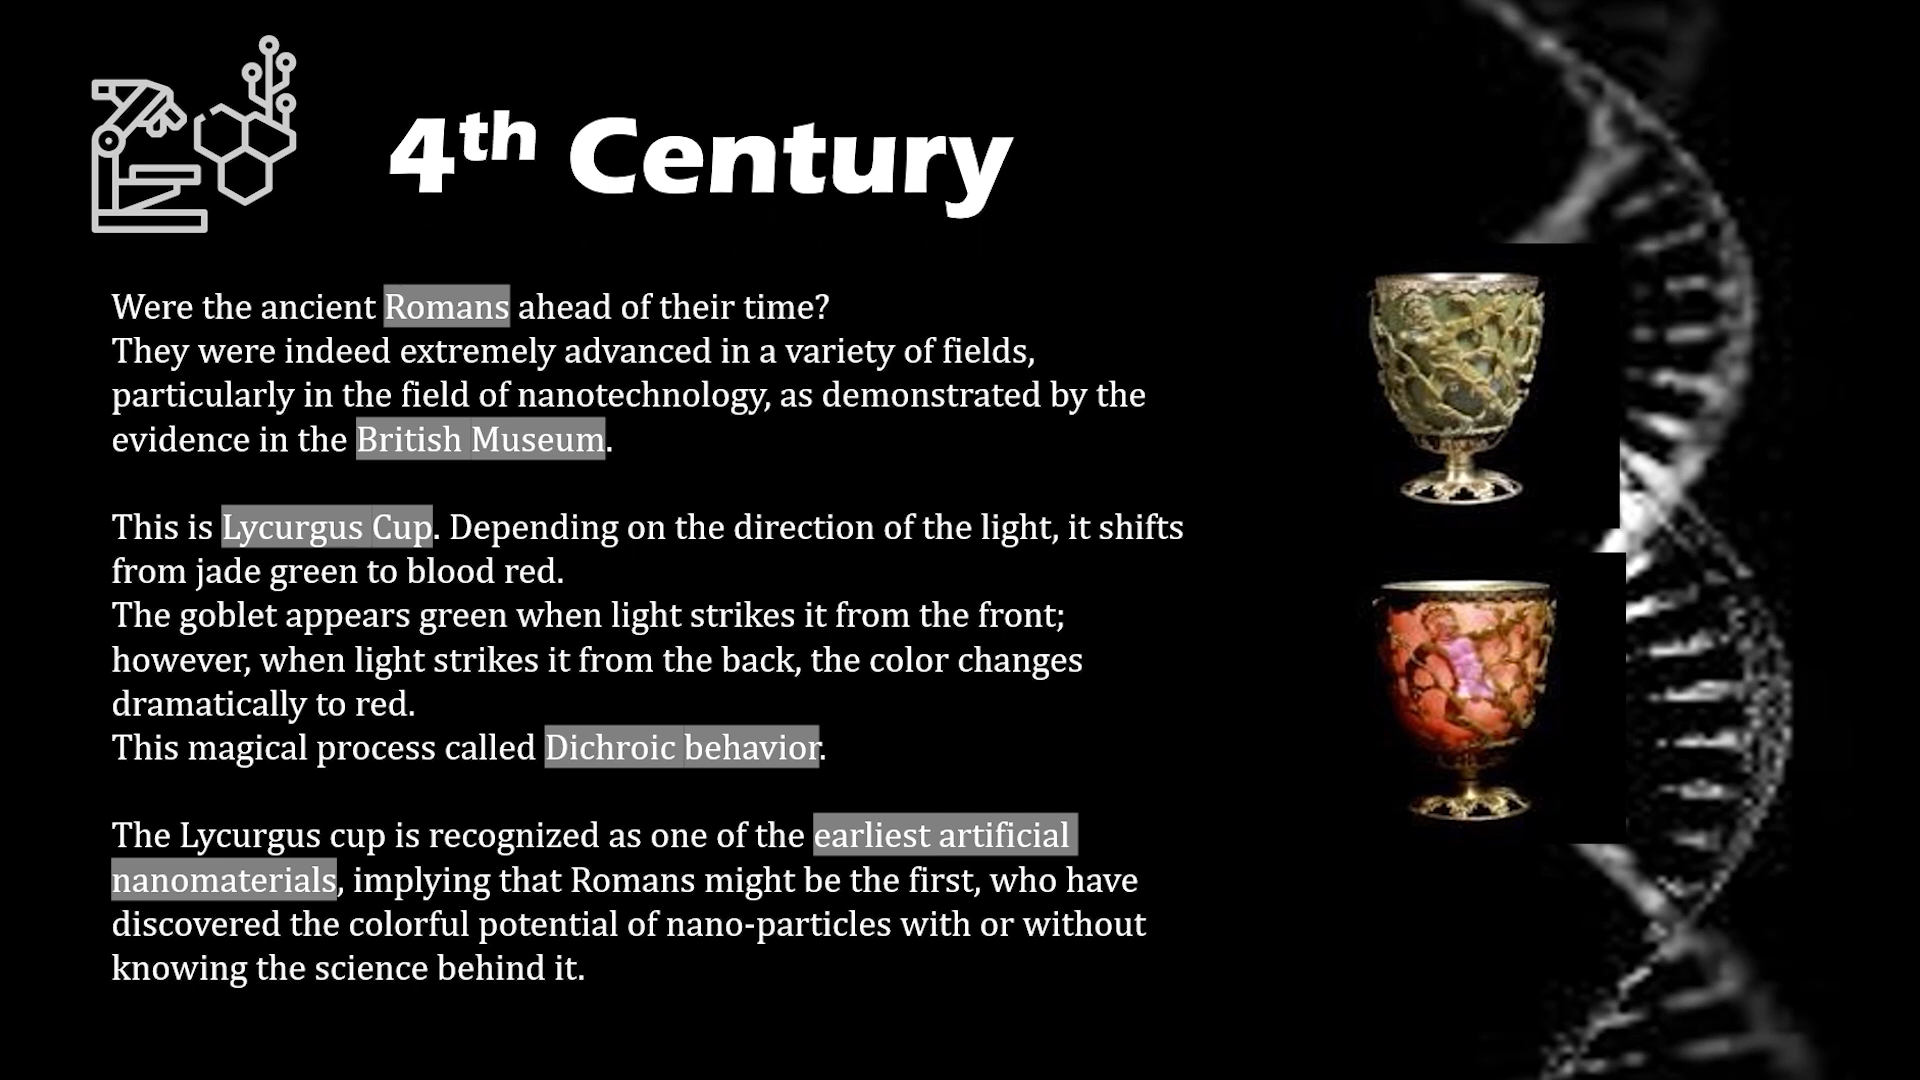 4th Century
Were the ancient Romans ahead of their time?
They were indeed extremely advanced in a variety of fields,
particularly in the field of nanotechnology, as demonstrated by the
evidence in the British Museum.
This is Lycurgus Cup. Depending on the direction of the light, it shifts
from jade green to blood red.
The goblet appears green when light strikes it from the front;
however, when light strikes it from the back, the color changes
dramatically to red.
This magical process called Dichroic behavior.
The Lycurgus cup is recognized as one of the earliest artificial
nanomaterials, implying that Romans might be the first, who have
discovered the colorful potential of nano-particles with or without
knowing the science behind it.